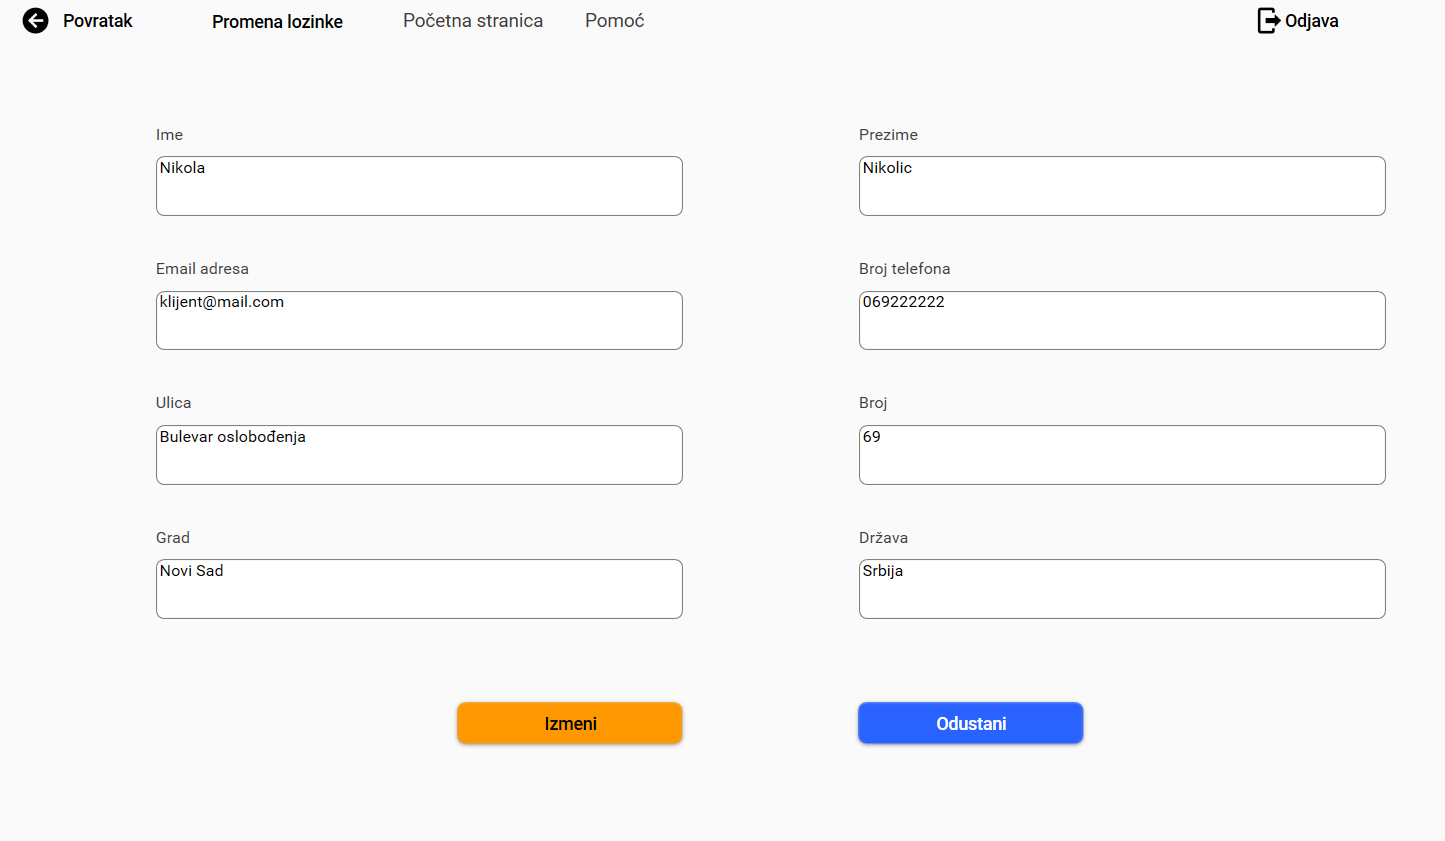 Povratak
Promena lozinke
Početna stranica
Pomoć
Odjava
Ime
Prezime
Nikola
Nikolic
Email adresa
Broj telefona
klijent@mail.com
069222222
Ulica
Broj
Bulevar oslobođenja
69
Grad
Država
Novi Sad
Srbija
Izmeni
Odustani